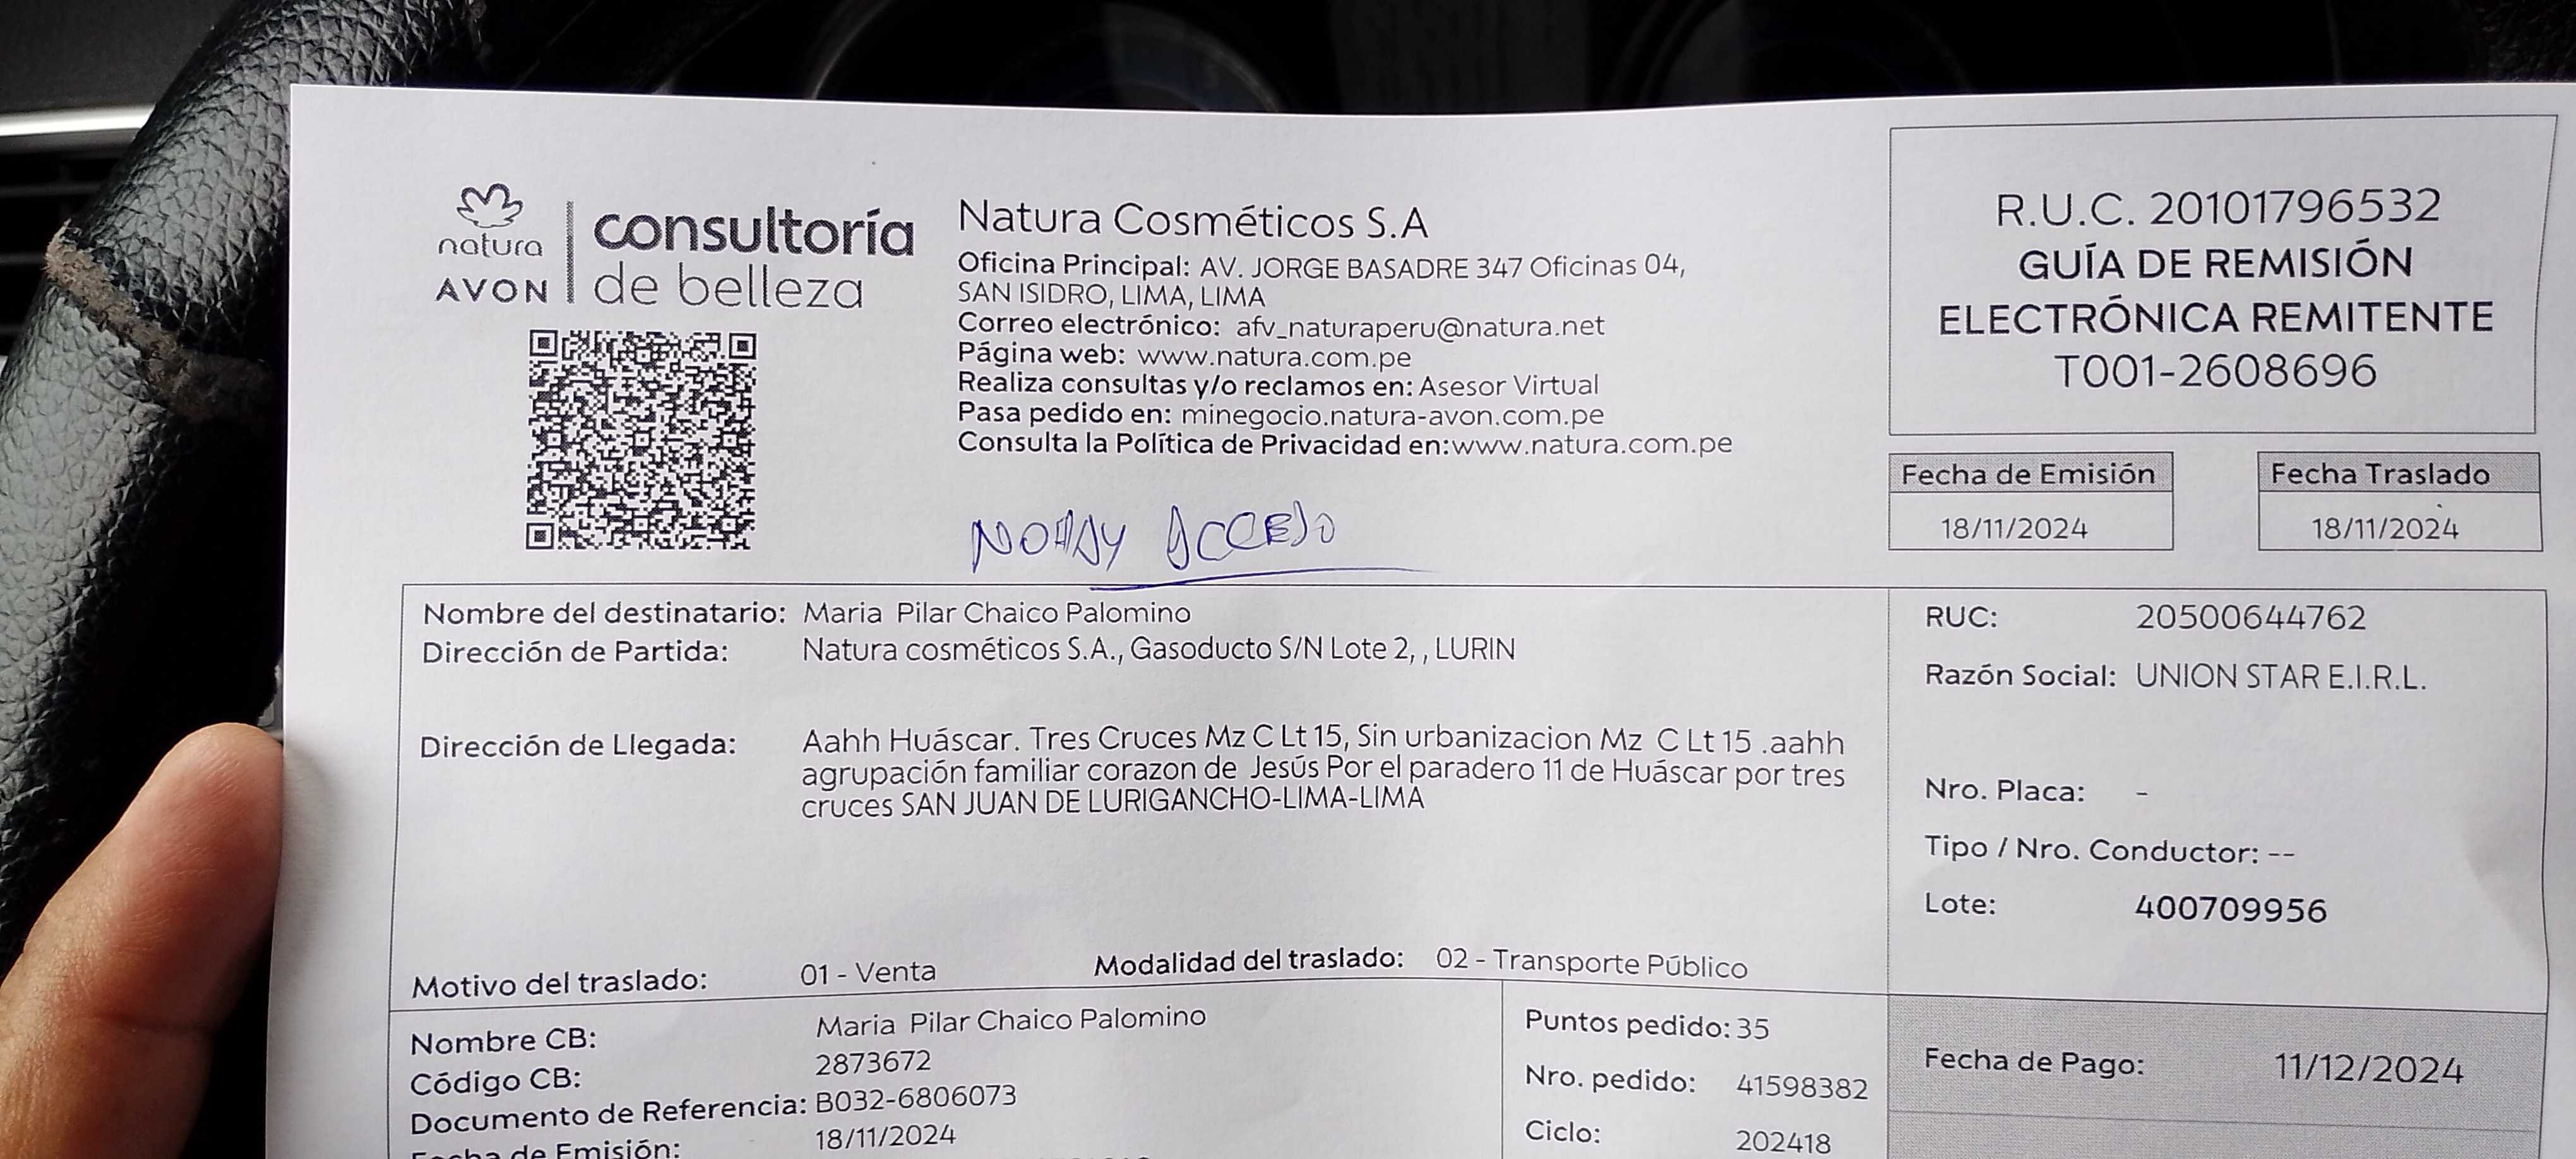 natura
AVON
consultoría
de belleza
Natura Cosméticos S.A
Oficina Principal: AV. JORGE BASADRE 347 Oficinas 04,
SAN ISIDRO, LIMA, LIMA
Correo electrónico: afv_naturaperu@natura.net
Página web: www.natura.com.pe
Realiza consultas y/o reclamos en: Asesor Virtual
Pasa pedido en: minegocio.natura-avon.com.pe
Consulta la Política de Privacidad en:www.natura.com.pe
R.U.C. 20101796532
GUÍA DE REMISIÓN
ELECTRÓNICA REMITENTE
T001-2608696
Fecha de Emisión
18/11/2024
Fecha Traslado
18/11/2024
NOHAY ACCESO
Nombre del destinatario: Maria Pilar Chaico Palomino
Dirección de Partida: Natura cosméticos S.A., Gasoducto S/N Lote 2, , LURIN
Dirección de Llegada: Aahh Huáscar. Tres Cruces Mz C Lt 15, Sin urbanizacion Mz C Lt 15 .aahh
agrupación familiar corazon de Jesús Por el paradero 11 de Huáscar por tres
cruces SAN JUAN DE LURIGANCHO-LIMA-LIMA
Motivo del traslado: 01 - Venta Modalidad del traslado: 02 - Transporte Público
RUC: 20500644762
Razón Social: UNION STAR E.I.R.L.
Nro. Placa: -
Tipo / Nro. Conductor: --
Lote: 400709956
Nombre CB: Maria Pilar Chaico Palomino
Código CB: 2873672
Documento de Referencia: B032-6806073
Fecha de Emisión: 18/11/2024
Puntos pedido: 35
Nro. pedido: 41598382
Ciclo: 202418
Fecha de Pago: 11/12/2024